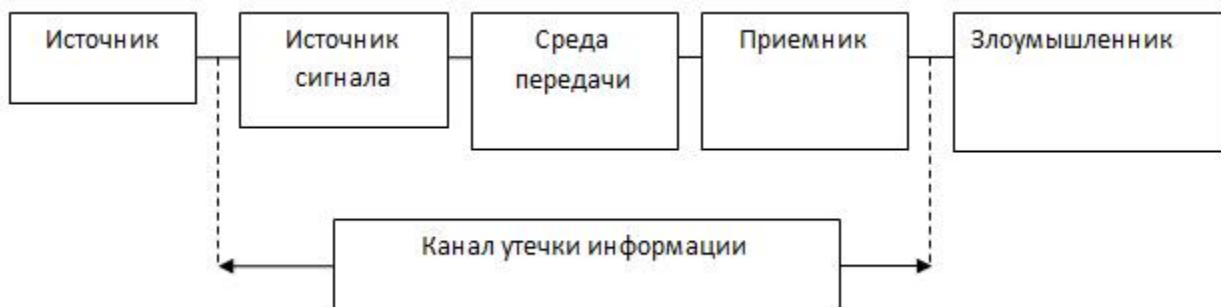 Источник
Источник
сигнала
Среда
передачи
Приемник
Злоумышленник
Канал утечки информации